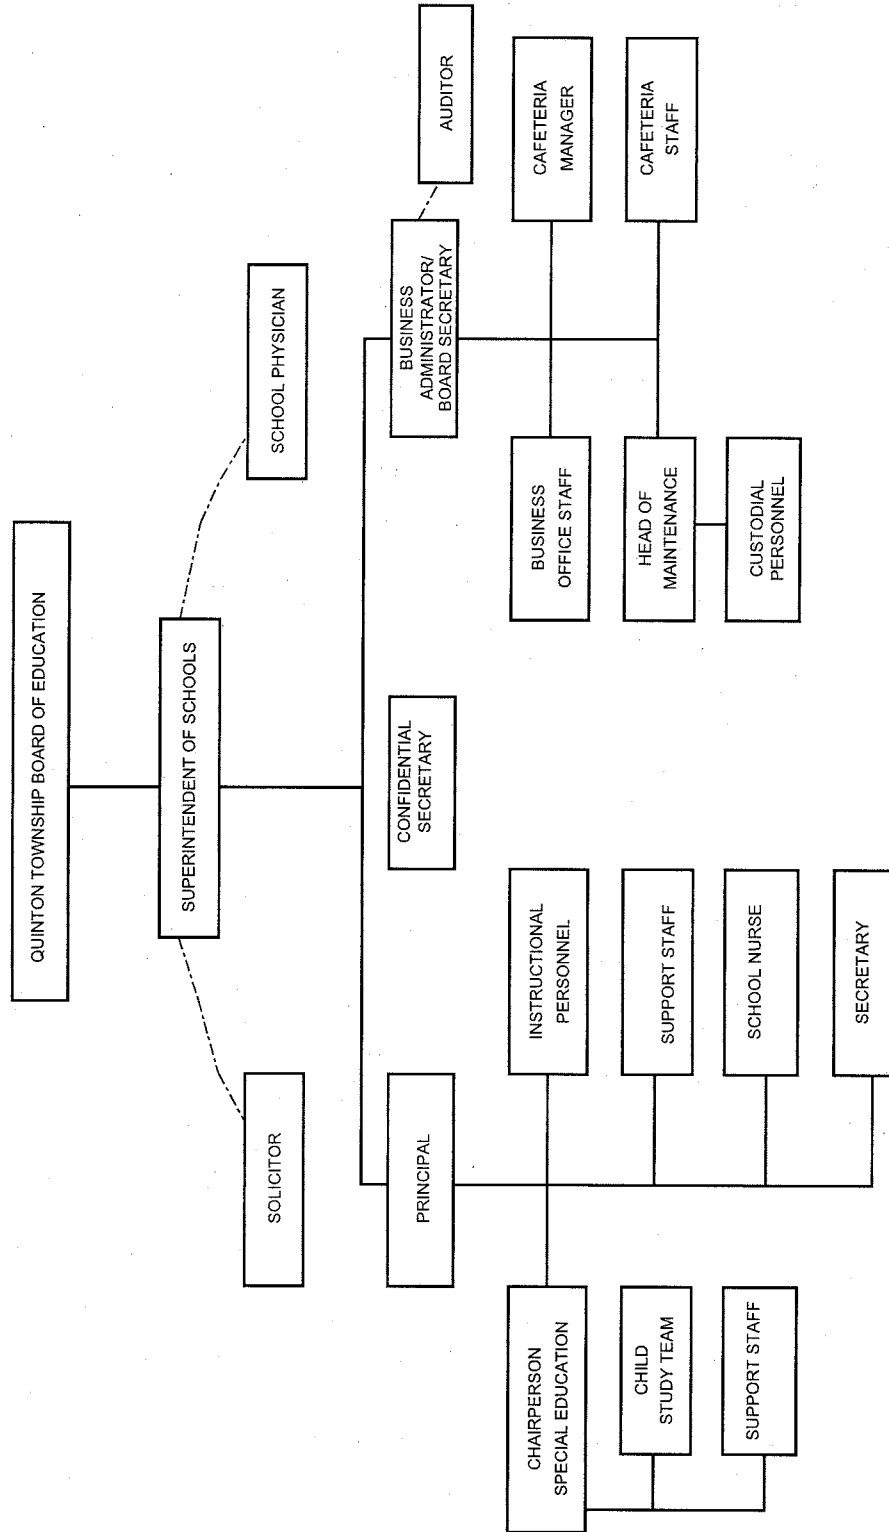 QUINTON TOWNSHIP BOARD OF EDUCATION
SUPERINTENDENT OF SCHOOLS
SOLICITOR
SCHOOL PHYSICIAN
PRINCIPAL
CONFIDENTIAL
SECRETARY
BUSINESS
ADMINISTRATOR/
BOARD SECRETARY
AUDITOR
CHAIRPERSON
SPECIAL EDUCATION
INSTRUCTIONAL
PERSONNEL
BUSINESS
OFFICE STAFF
CAFETERIA
MANAGER
CHILD
STUDY TEAM
SUPPORT STAFF
HEAD OF
MAINTENANCE
CAFETERIA
STAFF
SUPPORT STAFF
SCHOOL NURSE
CUSTODIAL
PERSONNEL
SECRETARY